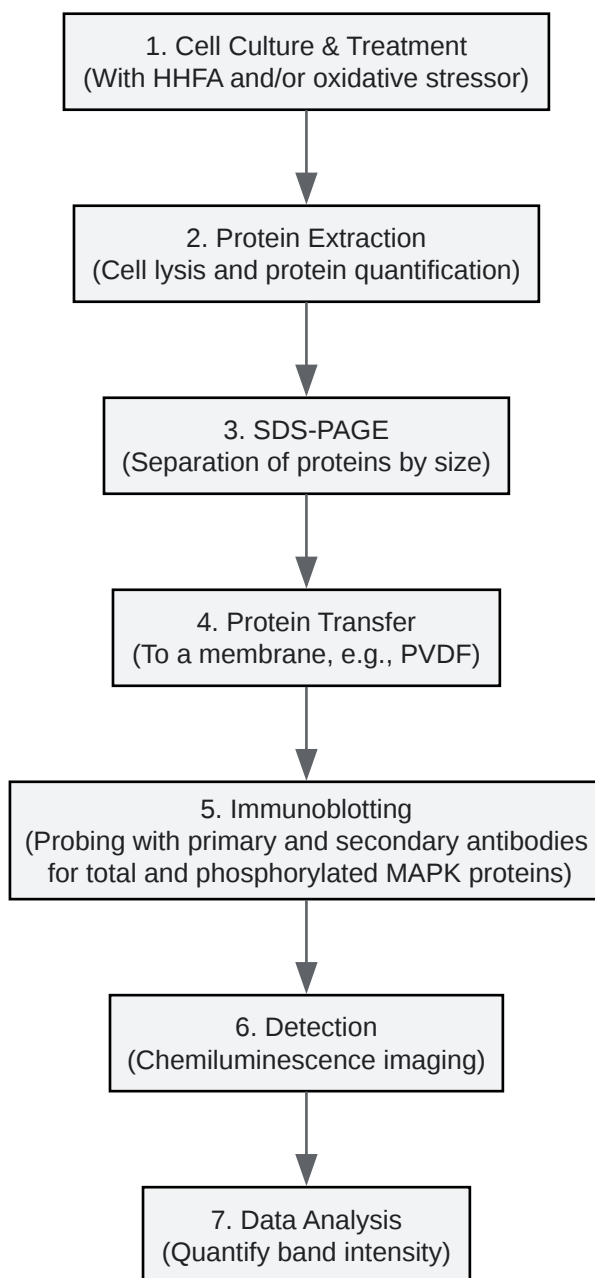 1. Cell Culture & Treatment
(With HHFA and/or oxidative stressor)
2. Protein Extraction
(Cell lysis and protein quantification)
3. SDS-PAGE
(Separation of proteins by size)
4. Protein Transfer
(To a membrane, e.g., PVDF)
5. Immunoblotting
(Probing with primary and secondary antibodies
for total and phosphorylated MAPK proteins)
6. Detection
(Chemiluminescence imaging)
7. Data Analysis
(Quantify band intensity)